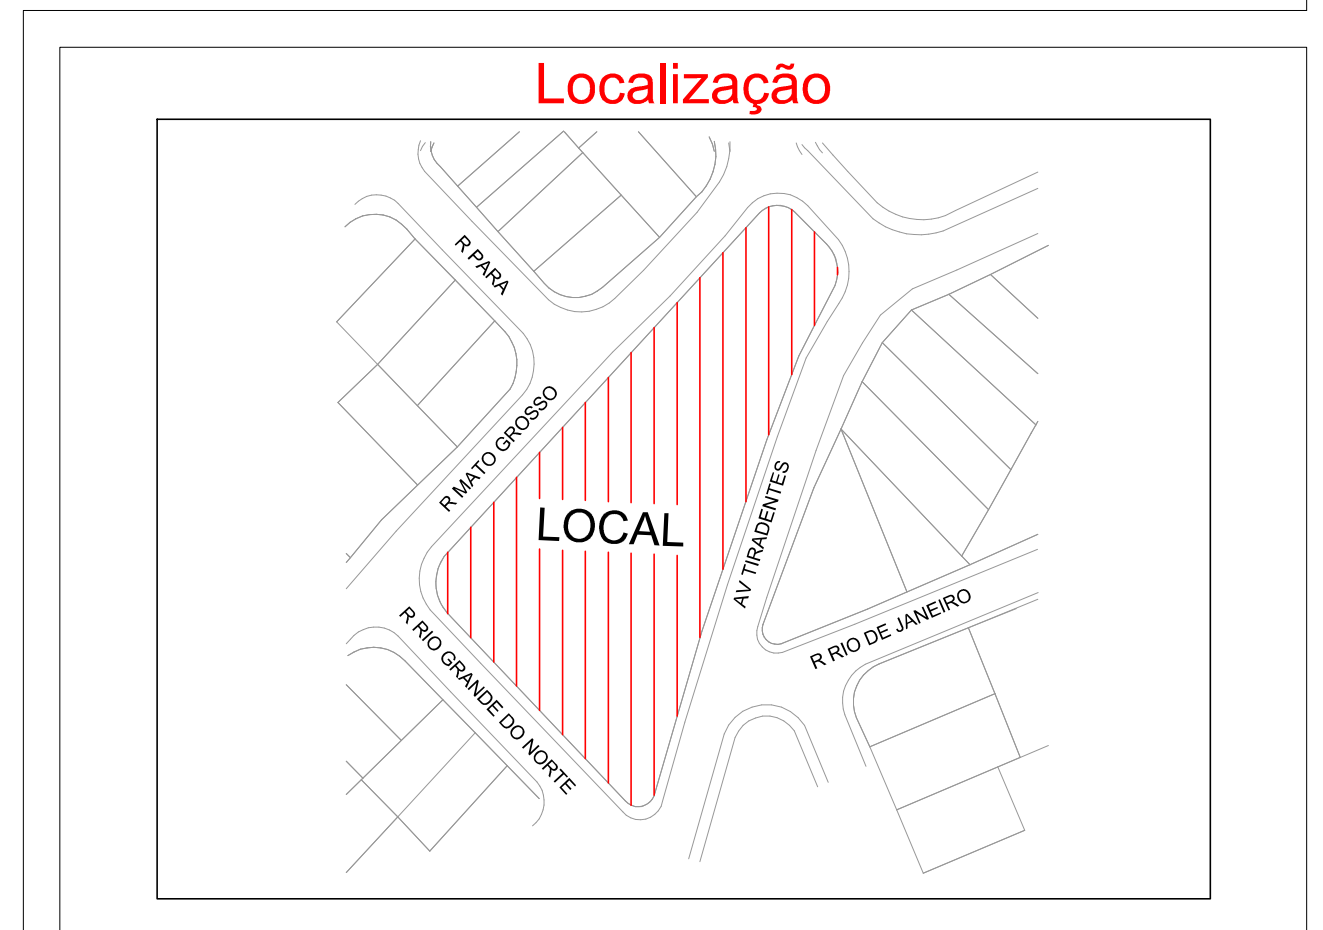 Localização
R PARA
R MATO GROSSO
LOCAL
AV TIRADENTES
R RIO DE JANEIRO
R RIO GRANDE DO NORTE